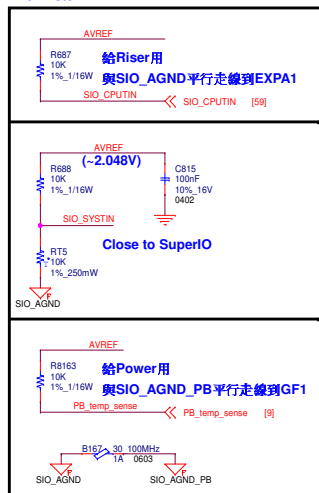 AVREF
R687
10K
1%_1/16W
給Riser用
與SIO_AGND平行走線到EXPA1
SIO_CPUTIN
SIO_CPUTIN [59]
AVREF
(~2.048V)
R688
10K
1%_1/16W
C815
100nF
10%_16V
0402
SIO_SYSTIN
Close to SuperIO
RT5
10K
1%_250mW
SIO_AGND
AVREF
R8163
10K
1%_1/16W
給Power用
與SIO_AGND_PB平行走線到GF1
PB_temp_sense
PB_temp_sense [9]
B167 30_100MHz
1A 0603
SIO_AGND
SIO_AGND_PB